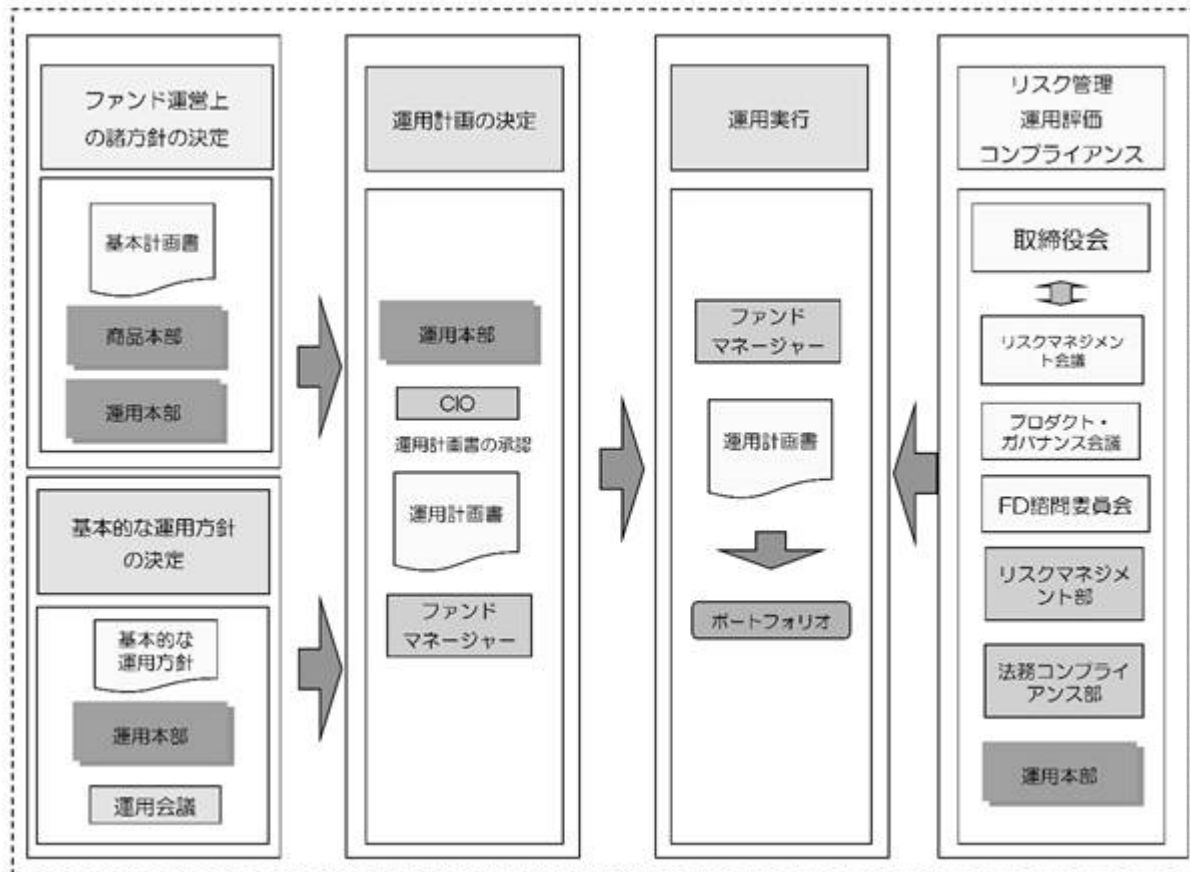 ファンド運営上
の諸方針の決定
基本計画書
商品本部
運用本部
基本的な運用方針
の決定
基本的な
運用方針
運用本部
運用会議
運用計画の決定
運用本部
CIO
運用計画書の承認
運用計画書
ファンド
マネージャー
運用実行
ファンド
マネージャー
運用計画書
ポートフォリオ
リスク管理
運用評価
コンプライアンス
取締役会
リスクマネジメン
ト会議
プロダクト・
ガバナンス会議
FD諮問委員会
リスクマネジメ
ント部
法務コンプライ
アンス部
運用本部